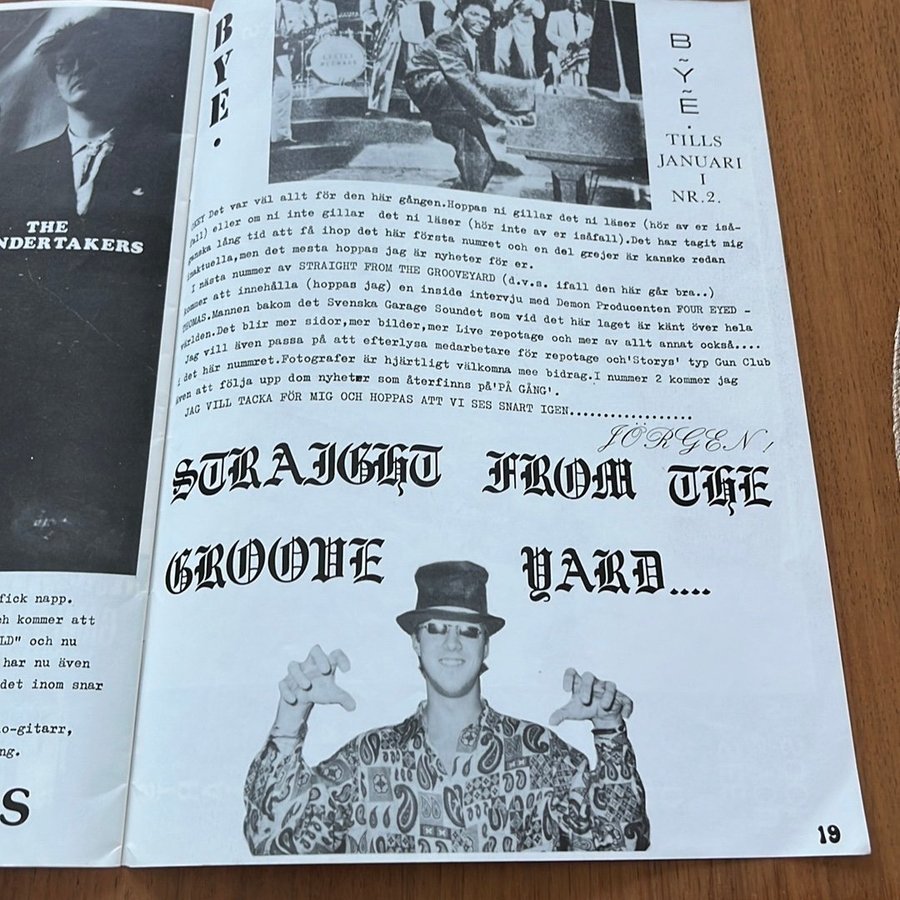 THE
NDERTAKERS
fick napp.
ch kommer att
LD" och nu
har nu även
det inom snar
o-gitarr,
ng.
S
BYE.
BYE.
TILLS
JANUARI
I
NR.2.
OKEY Det var väl allt för den här gången.Hoppas ni gillar det ni läser (hör av er iså-
fall) eller om ni inte gillar det ni läser (hör inte av er isåfall).Det har tagit mig
ganska lång tid att få ihop det här första numret och en del grejer är kanske redan
inaktuella,men det mesta hoppas jag är nyheter för er.
I nästa nummer av STRAIGHT FROM THE GROOVEYARD (d.v.s. ifall den här går bra..)
kommer att innehålla (hoppas jag) en inside intervju med Demon Producenten FOUR EYED -
THOMAS.Mannen bakom det Svenska Garage Soundet som vid det här laget är känt över hela
världen.Det blir mer sidor,mer bilder,mer Live repotage och mer av allt annat också....
Jag vill även passa på att efterlysa medarbetare för repotage och'Storys' typ Gun Club
i det här nummret.Fotografer är hjärtligt välkomna mee bidrag.I nummer 2 kommer jag
även att följa upp dom nyheter som återfinns på'PÅ GÅNG'.
JAG VILL TACKA FÖR MIG OCH HOPPAS ATT VI SES SNART IGEN..................
JÖRGEN!
STRAIGHT FROM THE
GROOVE YARD....
19